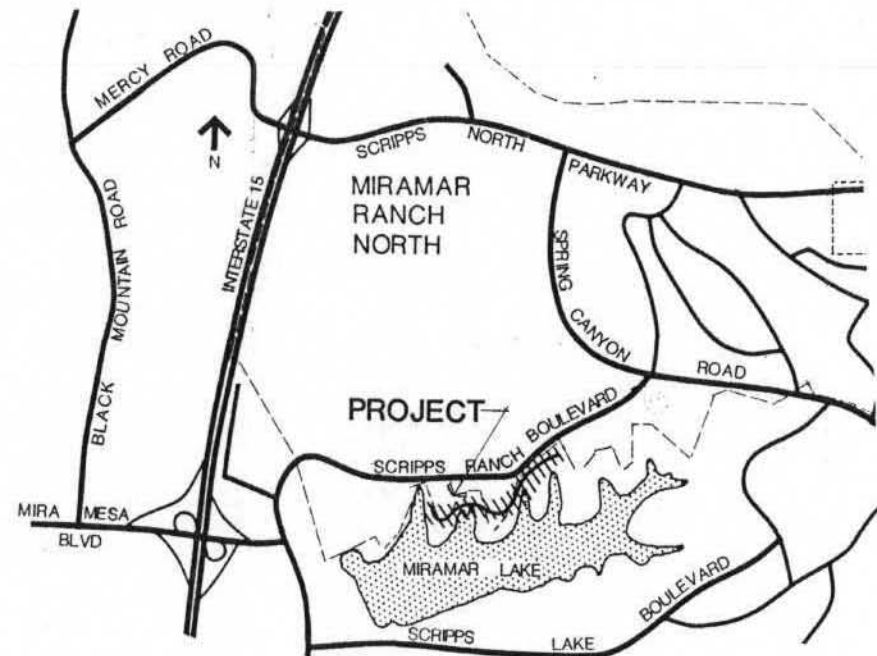 MERCY ROAD
N
INTERSTATE 15
BLACK MOUNTAIN ROAD
SCRIPPS NORTH PARKWAY
MIRAMAR
RANCH
NORTH
SPRING CANYON ROAD
PROJECT
SCRIPPS RANCH BOULEVARD
MIRA MESA
BLVD
MIRAMAR LAKE
SCRIPPS LAKE BOULEVARD